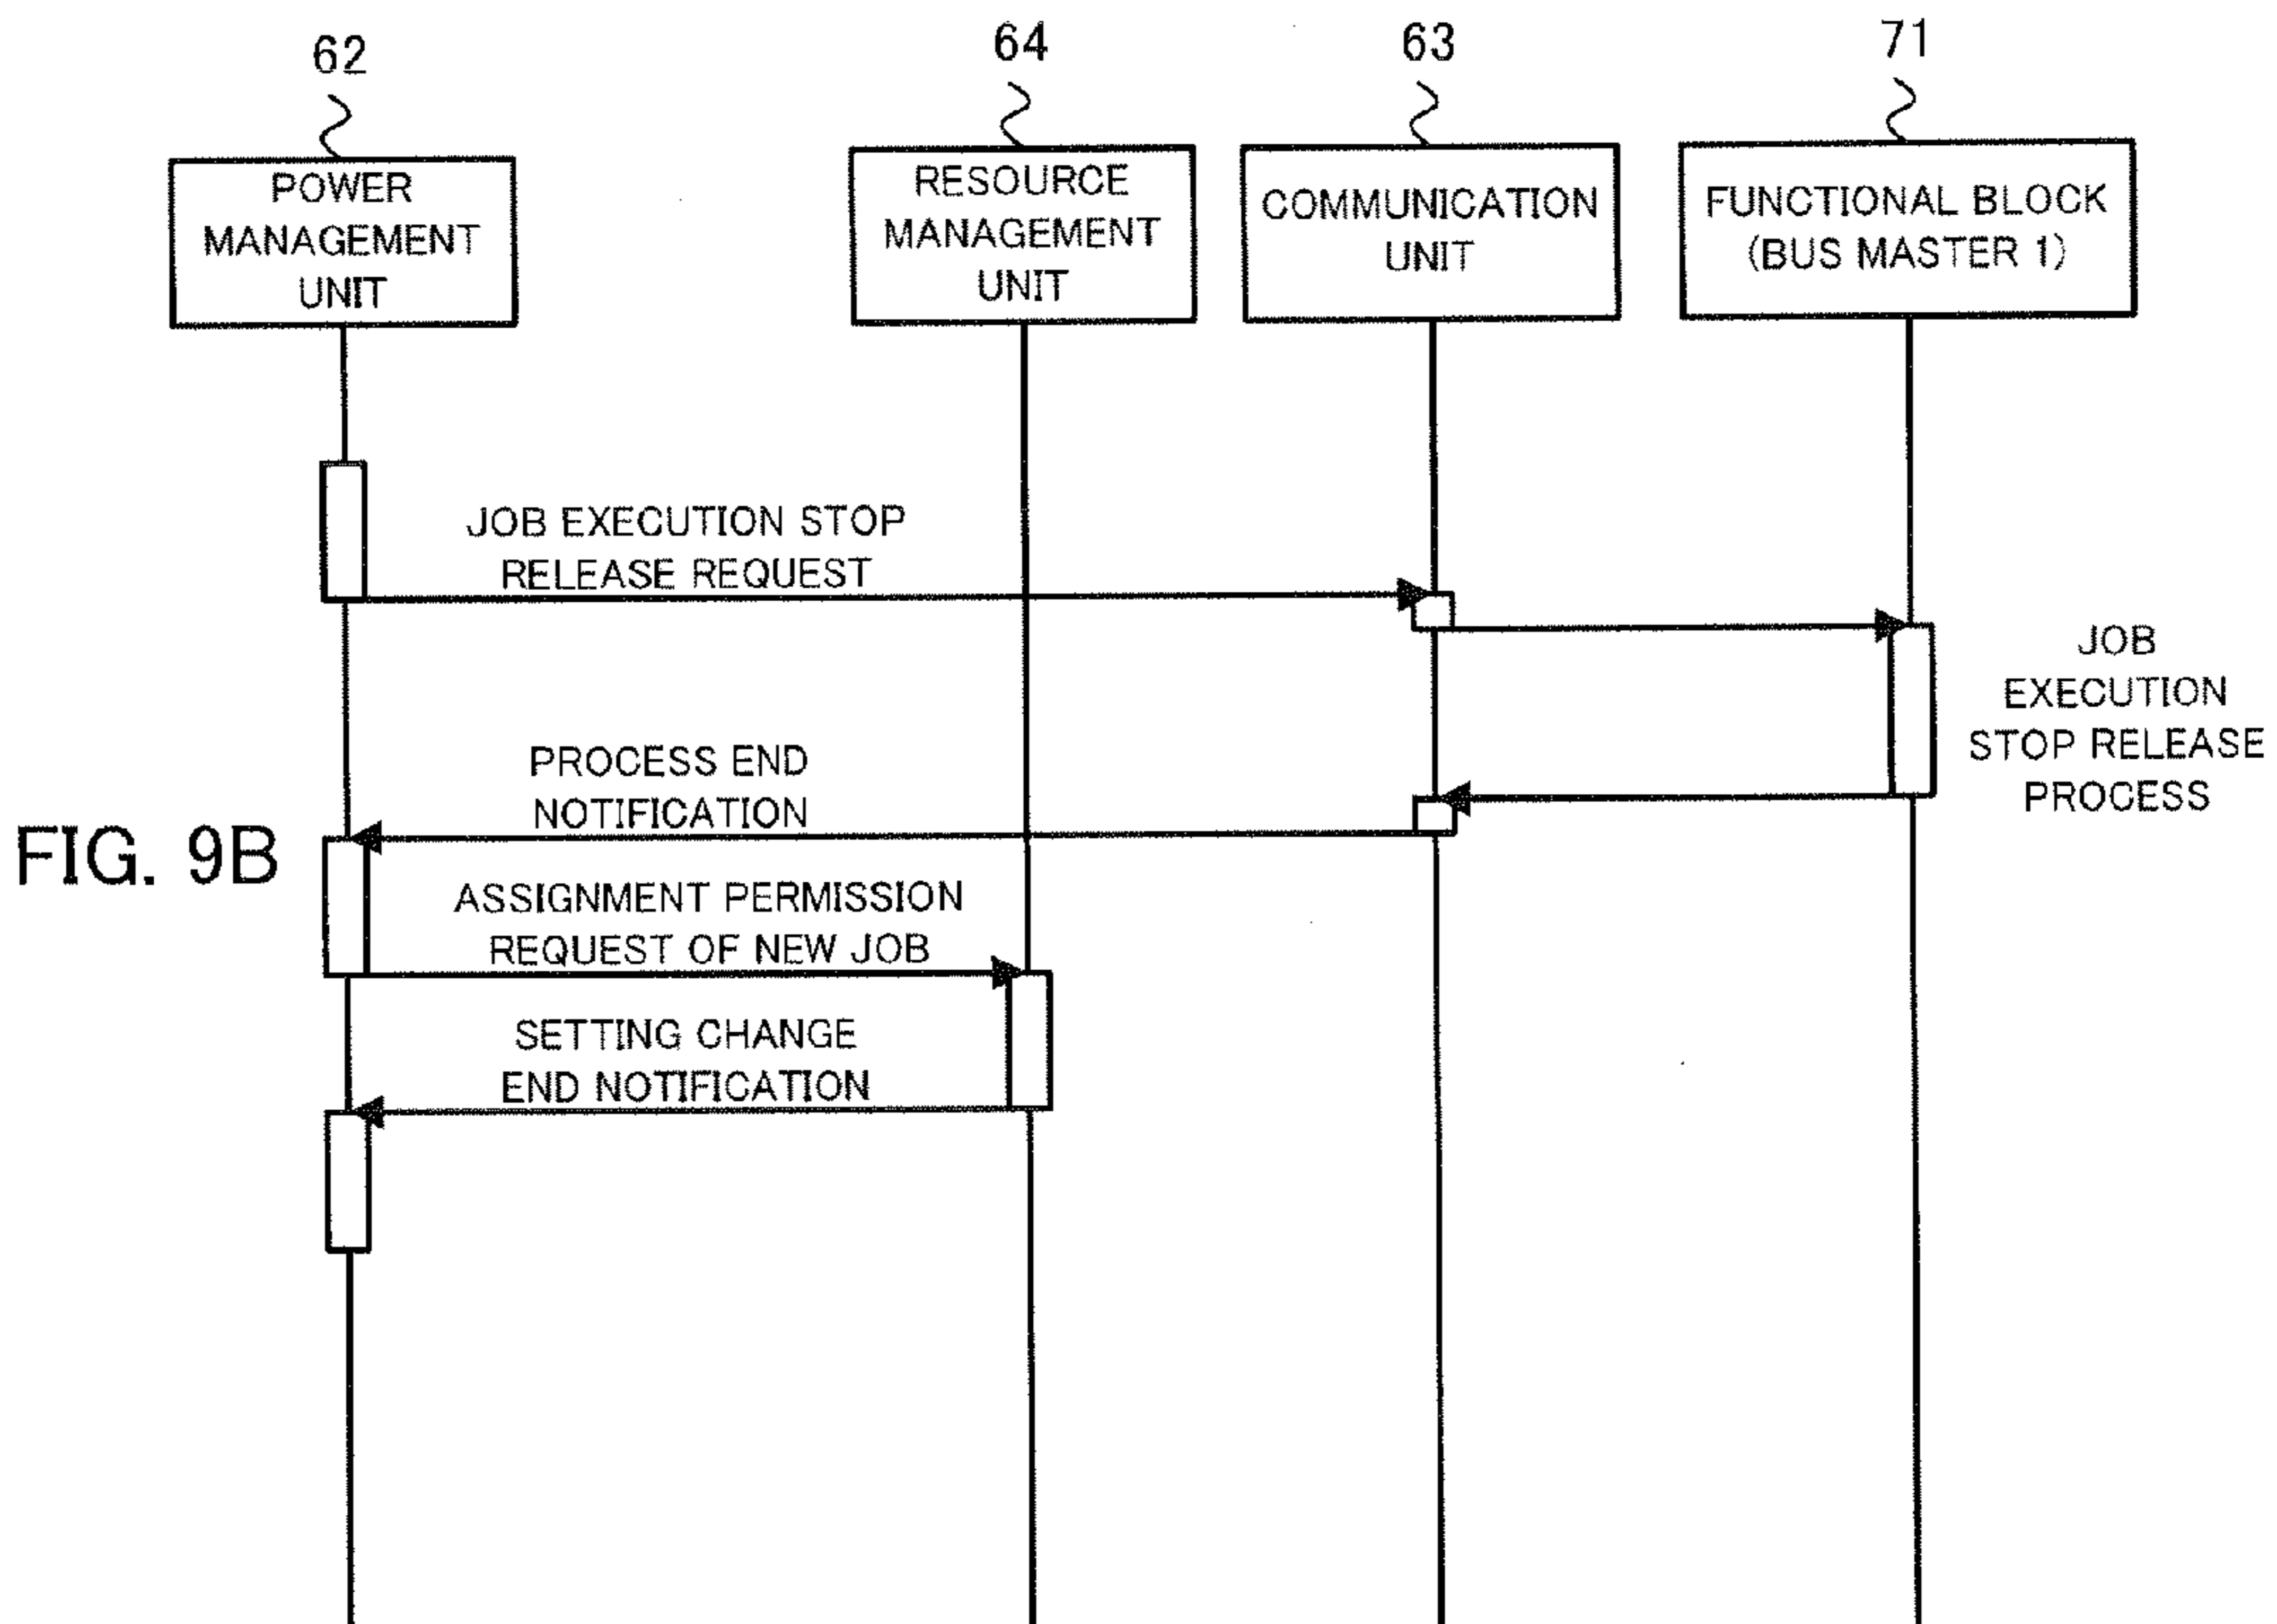 62
64
63
71
POWER
MANAGEMENT
UNIT
RESOURCE
MANAGEMENT
UNIT
COMMUNICATION
UNIT
FUNCTIONAL BLOCK
(BUS MASTER 1)
JOB EXECUTION STOP
RELEASE REQUEST
JOB
EXECUTION
STOP RELEASE
PROCESS
PROCESS END
NOTIFICATION
FIG. 9B
ASSIGNMENT PERMISSION
REQUEST OF NEW JOB
SETTING CHANGE
END NOTIFICATION